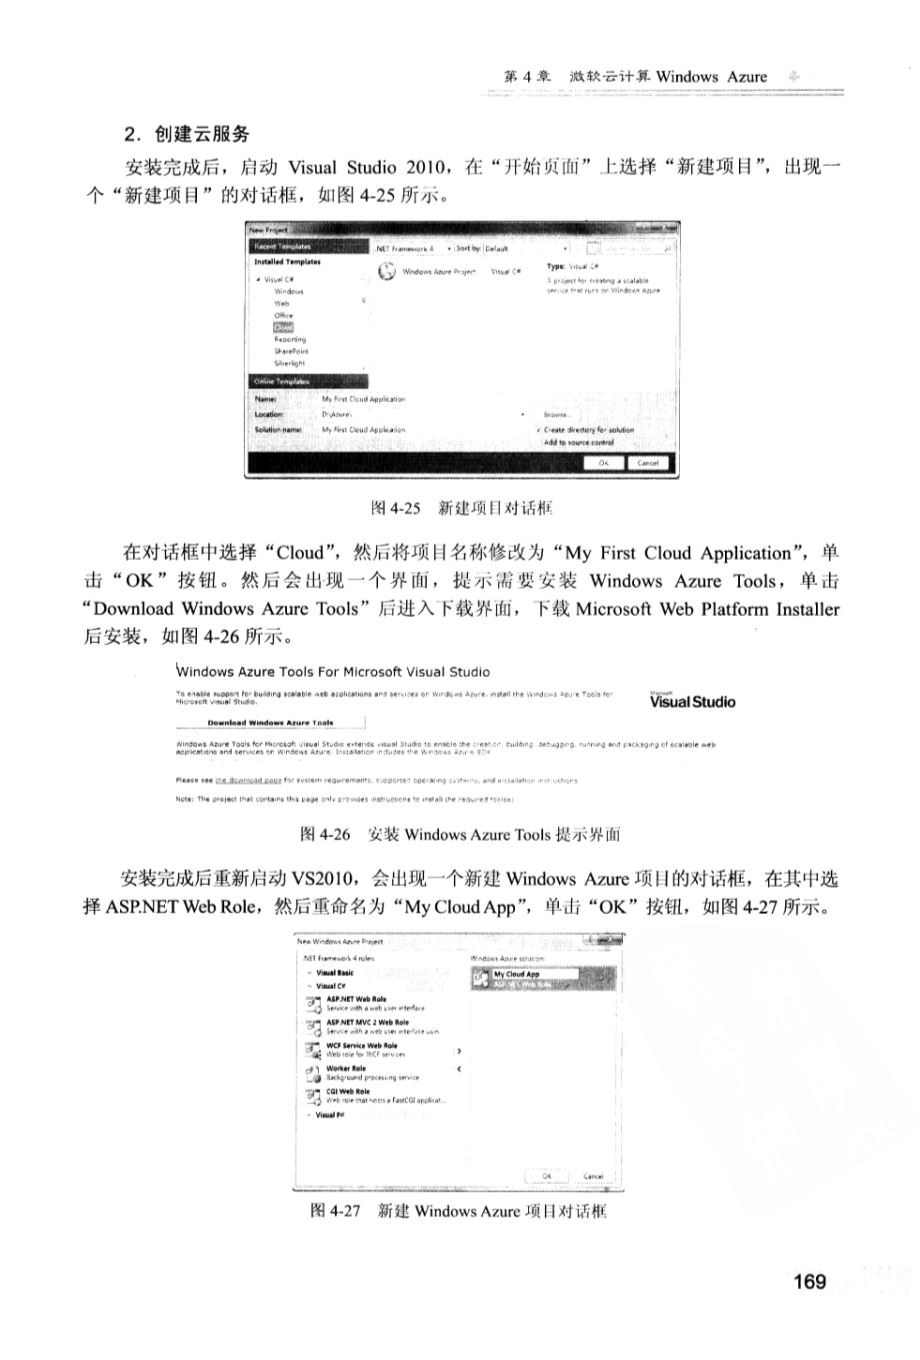 第 4 章 微软云计算 Windows Azure
2．创建云服务
安装完成后，启动 Visual Studio 2010，在“开始页面”上选择“新建项目”，出现一
个“新建项目”的对话框，如图 4-25 所示。
New Project
Recent Templates
.NET Framework 4 Sort by: Default
Installed Templates
Visual C#
Windows
Web
Office
Cloud
Reporting
SharePoint
Silverlight
Online Templates
Windows Azure Project Visual C#
Type: Visual C#
A project for creating a scalable
service that runs on Windows Azure
Name: My First Cloud Application
Location: D:\Azure\ Browse...
Solution name: My First Cloud Application Create directory for solution
Add to source control
OK Cancel
图 4-25 新建项目对话框
在对话框中选择“Cloud”，然后将项目名称修改为“My First Cloud Application”，单
击“OK”按钮。然后会出现一个界面，提示需要安装 Windows Azure Tools，单击
“Download Windows Azure Tools”后进入下载界面，下载 Microsoft Web Platform Installer
后安装，如图 4-26 所示。
Windows Azure Tools For Microsoft Visual Studio
To enable support for building scalable web applications and services on Windows Azure, install the Windows Azure Tools for
Microsoft Visual Studio.
Microsoft
Visual Studio
Download Windows Azure Tools
Windows Azure Tools for Microsoft Visual Studio extends Visual Studio to enable the creation, building, debugging, running and packaging of scalable web
applications and services on Windows Azure. Installation includes the Windows Azure SDK
Please see the download page for system requirements, supported operating systems, and installation instructions
Note: The project that contains this page only provides instructions to install the required
图 4-26 安装 Windows Azure Tools 提示界面
安装完成后重新启动 VS2010，会出现一个新建 Windows Azure 项目的对话框，在其中选
择 ASP.NET Web Role，然后重命名为“My Cloud App”，单击“OK”按钮，如图 4-27 所示。
New Windows Azure Project
.NET Framework 4 roles: Windows Azure solution:
Visual Basic
Visual C#
ASP.NET Web Role
Service with a web user interface
ASP.NET MVC 2 Web Role
Service with a web user interface usin
WCF Service Web Role
Web role for WCF services
Worker Role
Background processing service
CGI Web Role
Web role that hosts a FastCGI applicat...
Visual F#
My Cloud App
ASP.NET Web Role
OK Cancel
图 4-27 新建 Windows Azure 项目对话框
169